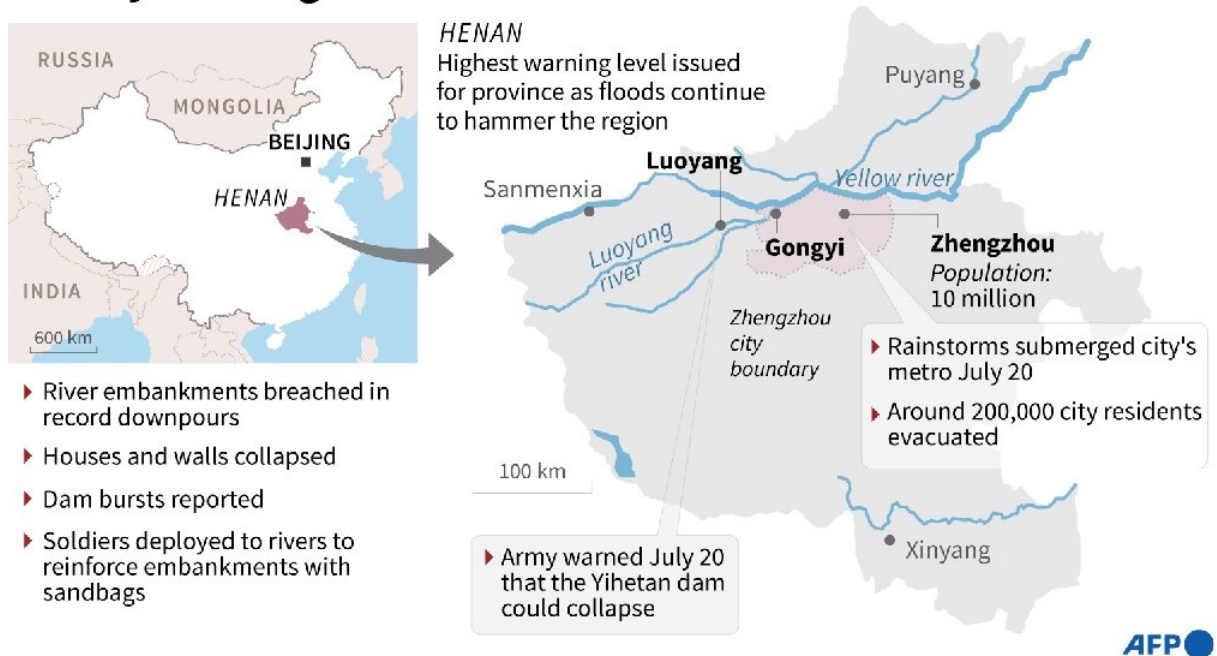 RUSSIA
MONGOLIA
BEIJING
HENAN
INDIA
600 km
River embankments breached in
record downpours
Houses and walls collapsed
Dam bursts reported
Soldiers deployed to rivers to
reinforce embankments with
sandbags
HENAN
Highest warning level issued
for province as floods continue
to hammer the region
Puyang
Luoyang
Yellow river
Sanmenxia
Luoyang
river
Gongyi
Zhengzhou
Population:
10 million
Zhengzhou
city
boundary
Rainstorms submerged city's
metro July 20
Around 200,000 city residents
evacuated
100 km
Army warned July 20
that the Yihetan dam
could collapse
Xinyang
AFP